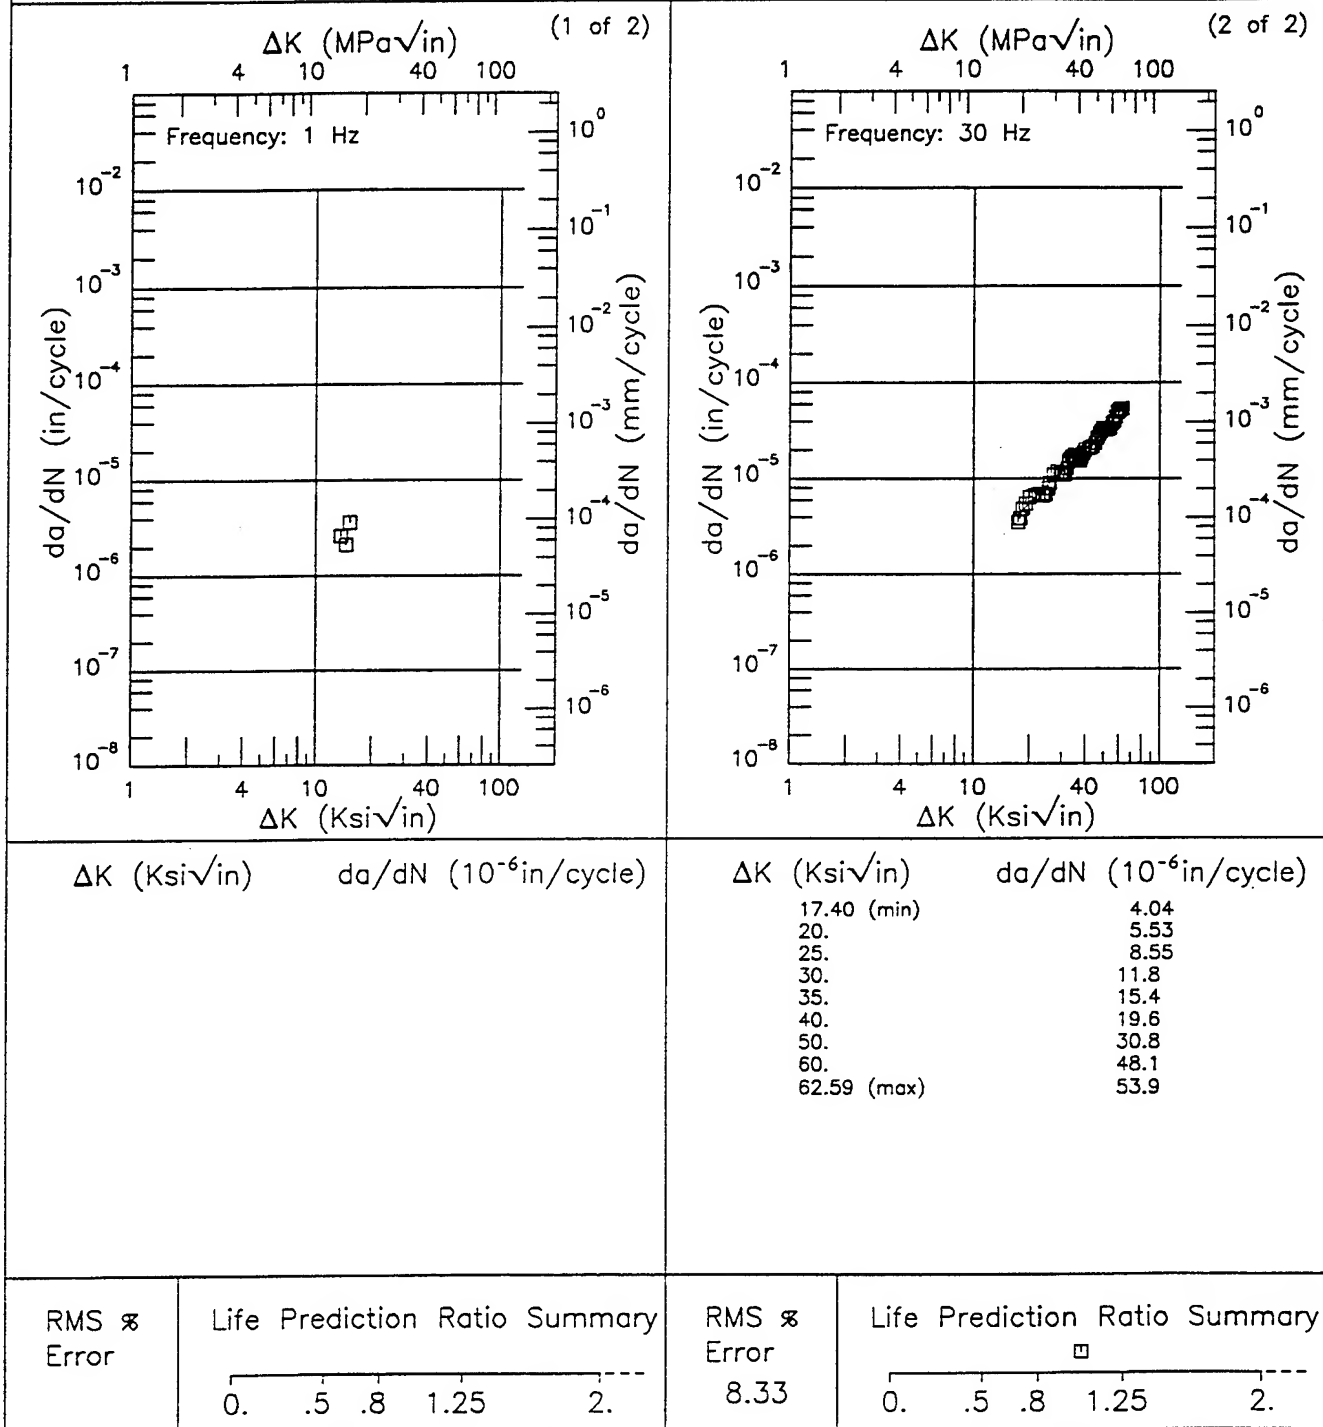 (1 of 2)
ΔK (MPa√in)
1 4 10 40 100
Frequency: 1 Hz
10⁰
10⁻²
10⁻¹
10⁻³
10⁻²
10⁻⁴
10⁻³
10⁻⁵
10⁻⁴
10⁻⁶
10⁻⁵
10⁻⁷
10⁻⁶
10⁻⁸
da/dN (in/cycle)
da/dN (mm/cycle)
1 4 10 40 100
ΔK (Ksi√in)
(2 of 2)
ΔK (MPa√in)
1 4 10 40 100
Frequency: 30 Hz
10⁰
10⁻²
10⁻¹
10⁻³
10⁻²
10⁻⁴
10⁻³
10⁻⁵
10⁻⁴
10⁻⁶
10⁻⁵
10⁻⁷
10⁻⁶
10⁻⁸
da/dN (in/cycle)
da/dN (mm/cycle)
1 4 10 40 100
ΔK (Ksi√in)
ΔK (Ksi√in) da/dN (10⁻⁶in/cycle)
ΔK (Ksi√in) da/dN (10⁻⁶in/cycle)
17.40 (min) 4.04
20. 5.53
25. 8.55
30. 11.8
35. 15.4
40. 19.6
50. 30.8
60. 48.1
62.59 (max) 53.9
RMS %
Error
Life Prediction Ratio Summary
0. .5 .8 1.25 2.
RMS %
Error
8.33
Life Prediction Ratio Summary
0. .5 .8 1.25 2.